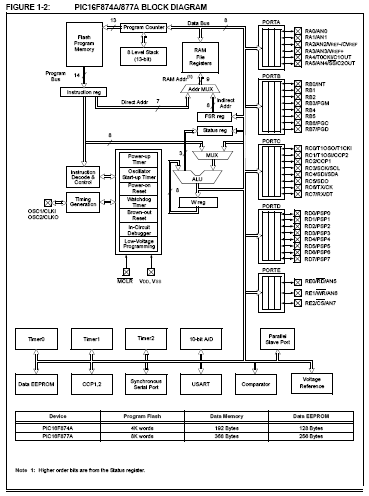 FIGURE 1-2: PIC16F874A/877A BLOCK DIAGRAM
13
Program Counter
Data Bus
8
PORTA
Flash
Program
Memory
8 Level Stack
(13-bit)
RAM
File
Registers
RA0/AN0
RA1/AN1
RA2/AN2/VREF-/CVREF
RA3/AN3/VREF+
RA4/T0CKI/C1OUT
RA5/AN4/SS/C2OUT
Program
Bus
14
RAM Addr(1)
9
PORTB
Instruction reg
Addr MUX
RB0/INT
RB1
RB2
RB3/PGM
RB4
RB5
RB6/PGC
RB7/PGD
Direct Addr
7
8
Indirect
Addr
FSR reg
Status reg
8
PORTC
RC0/T1OSO/T1CKI
RC1/T1OSI/CCP2
RC2/CCP1
RC3/SCK/SCL
RC4/SDI/SDA
RC5/SDO
RC6/TX/CK
RC7/RX/DT
Power-up
Timer
3
MUX
Instruction
Decode &
Control
Oscillator
Start-up Timer
Power-on
Reset
ALU
8
Timing
Generation
Watchdog
Timer
W reg
OSC1/CLKI
OSC2/CLKO
Brown-out
Reset
In-Circuit
Debugger
Low-Voltage
Programming
PORTD
RD0/PSP0
RD1/PSP1
RD2/PSP2
RD3/PSP3
RD4/PSP4
RD5/PSP5
RD6/PSP6
RD7/PSP7
MCLR
VDD, VSS
PORTE
RE0/RD/AN5
RE1/WR/AN6
RE2/CS/AN7
Timer0
Timer1
Timer2
10-bit A/D
Parallel
Slave Port
Data EEPROM
CCP1,2
Synchronous
Serial Port
USART
Comparator
Voltage
Reference
Device Program Flash Data Memory Data EEPROM
PIC16F874A 4K words 192 Bytes 128 Bytes
PIC16F877A 8K words 368 Bytes 256 Bytes
Note 1: Higher order bits are from the Status register.